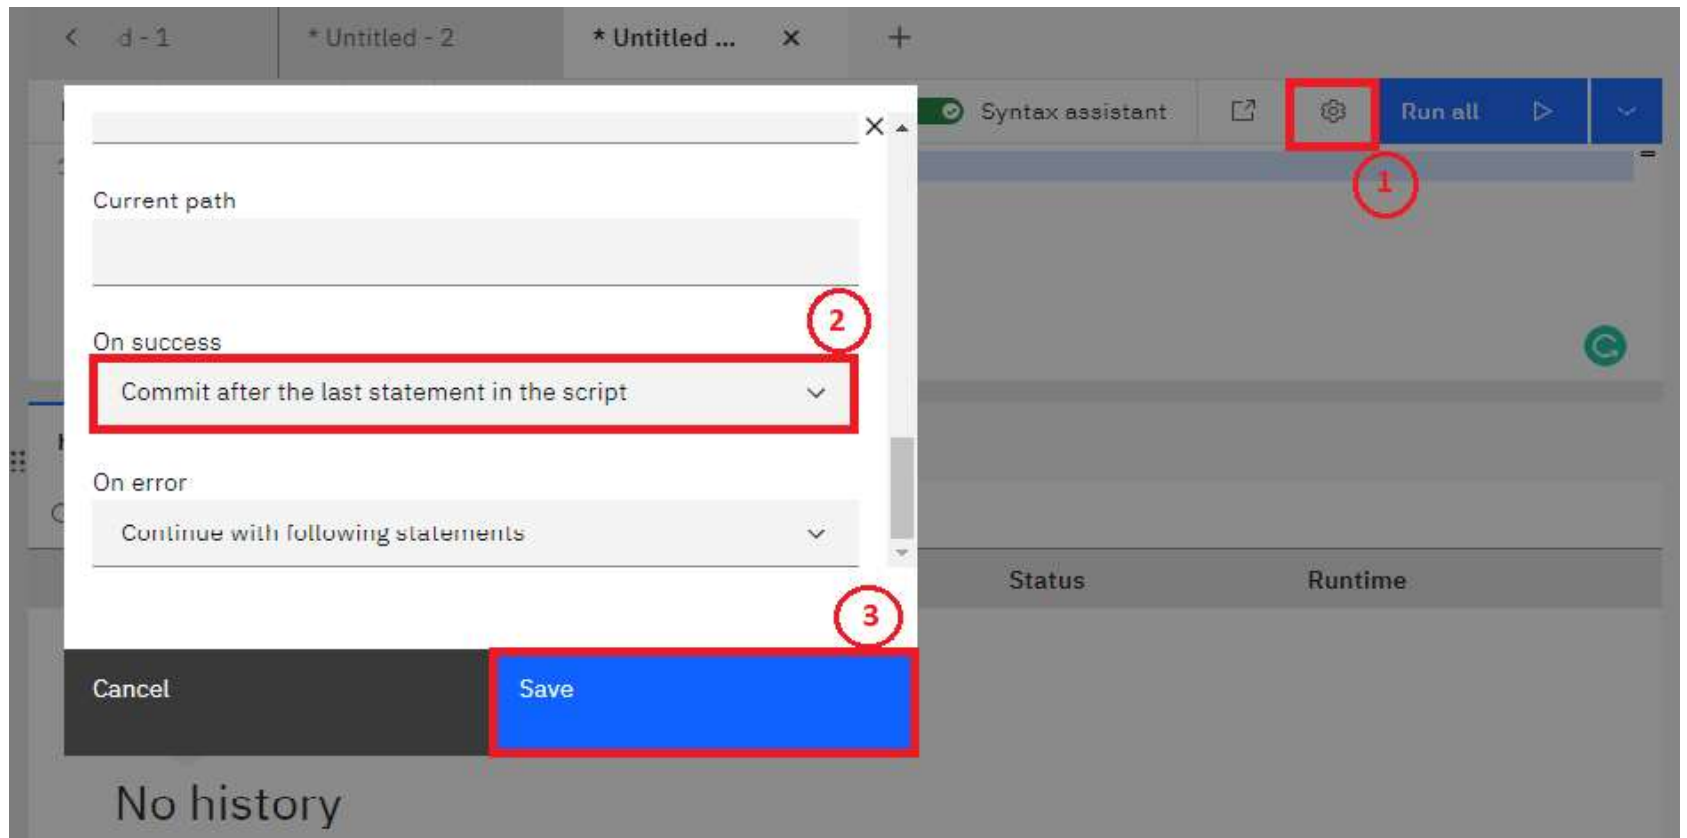 d - 1
* Untitled - 2
* Untitled ...
Syntax assistant
Run all
1
Current path
2
On success
Commit after the last statement in the script
On error
Continue with following statements
Status
Runtime
3
Cancel
Save
No history